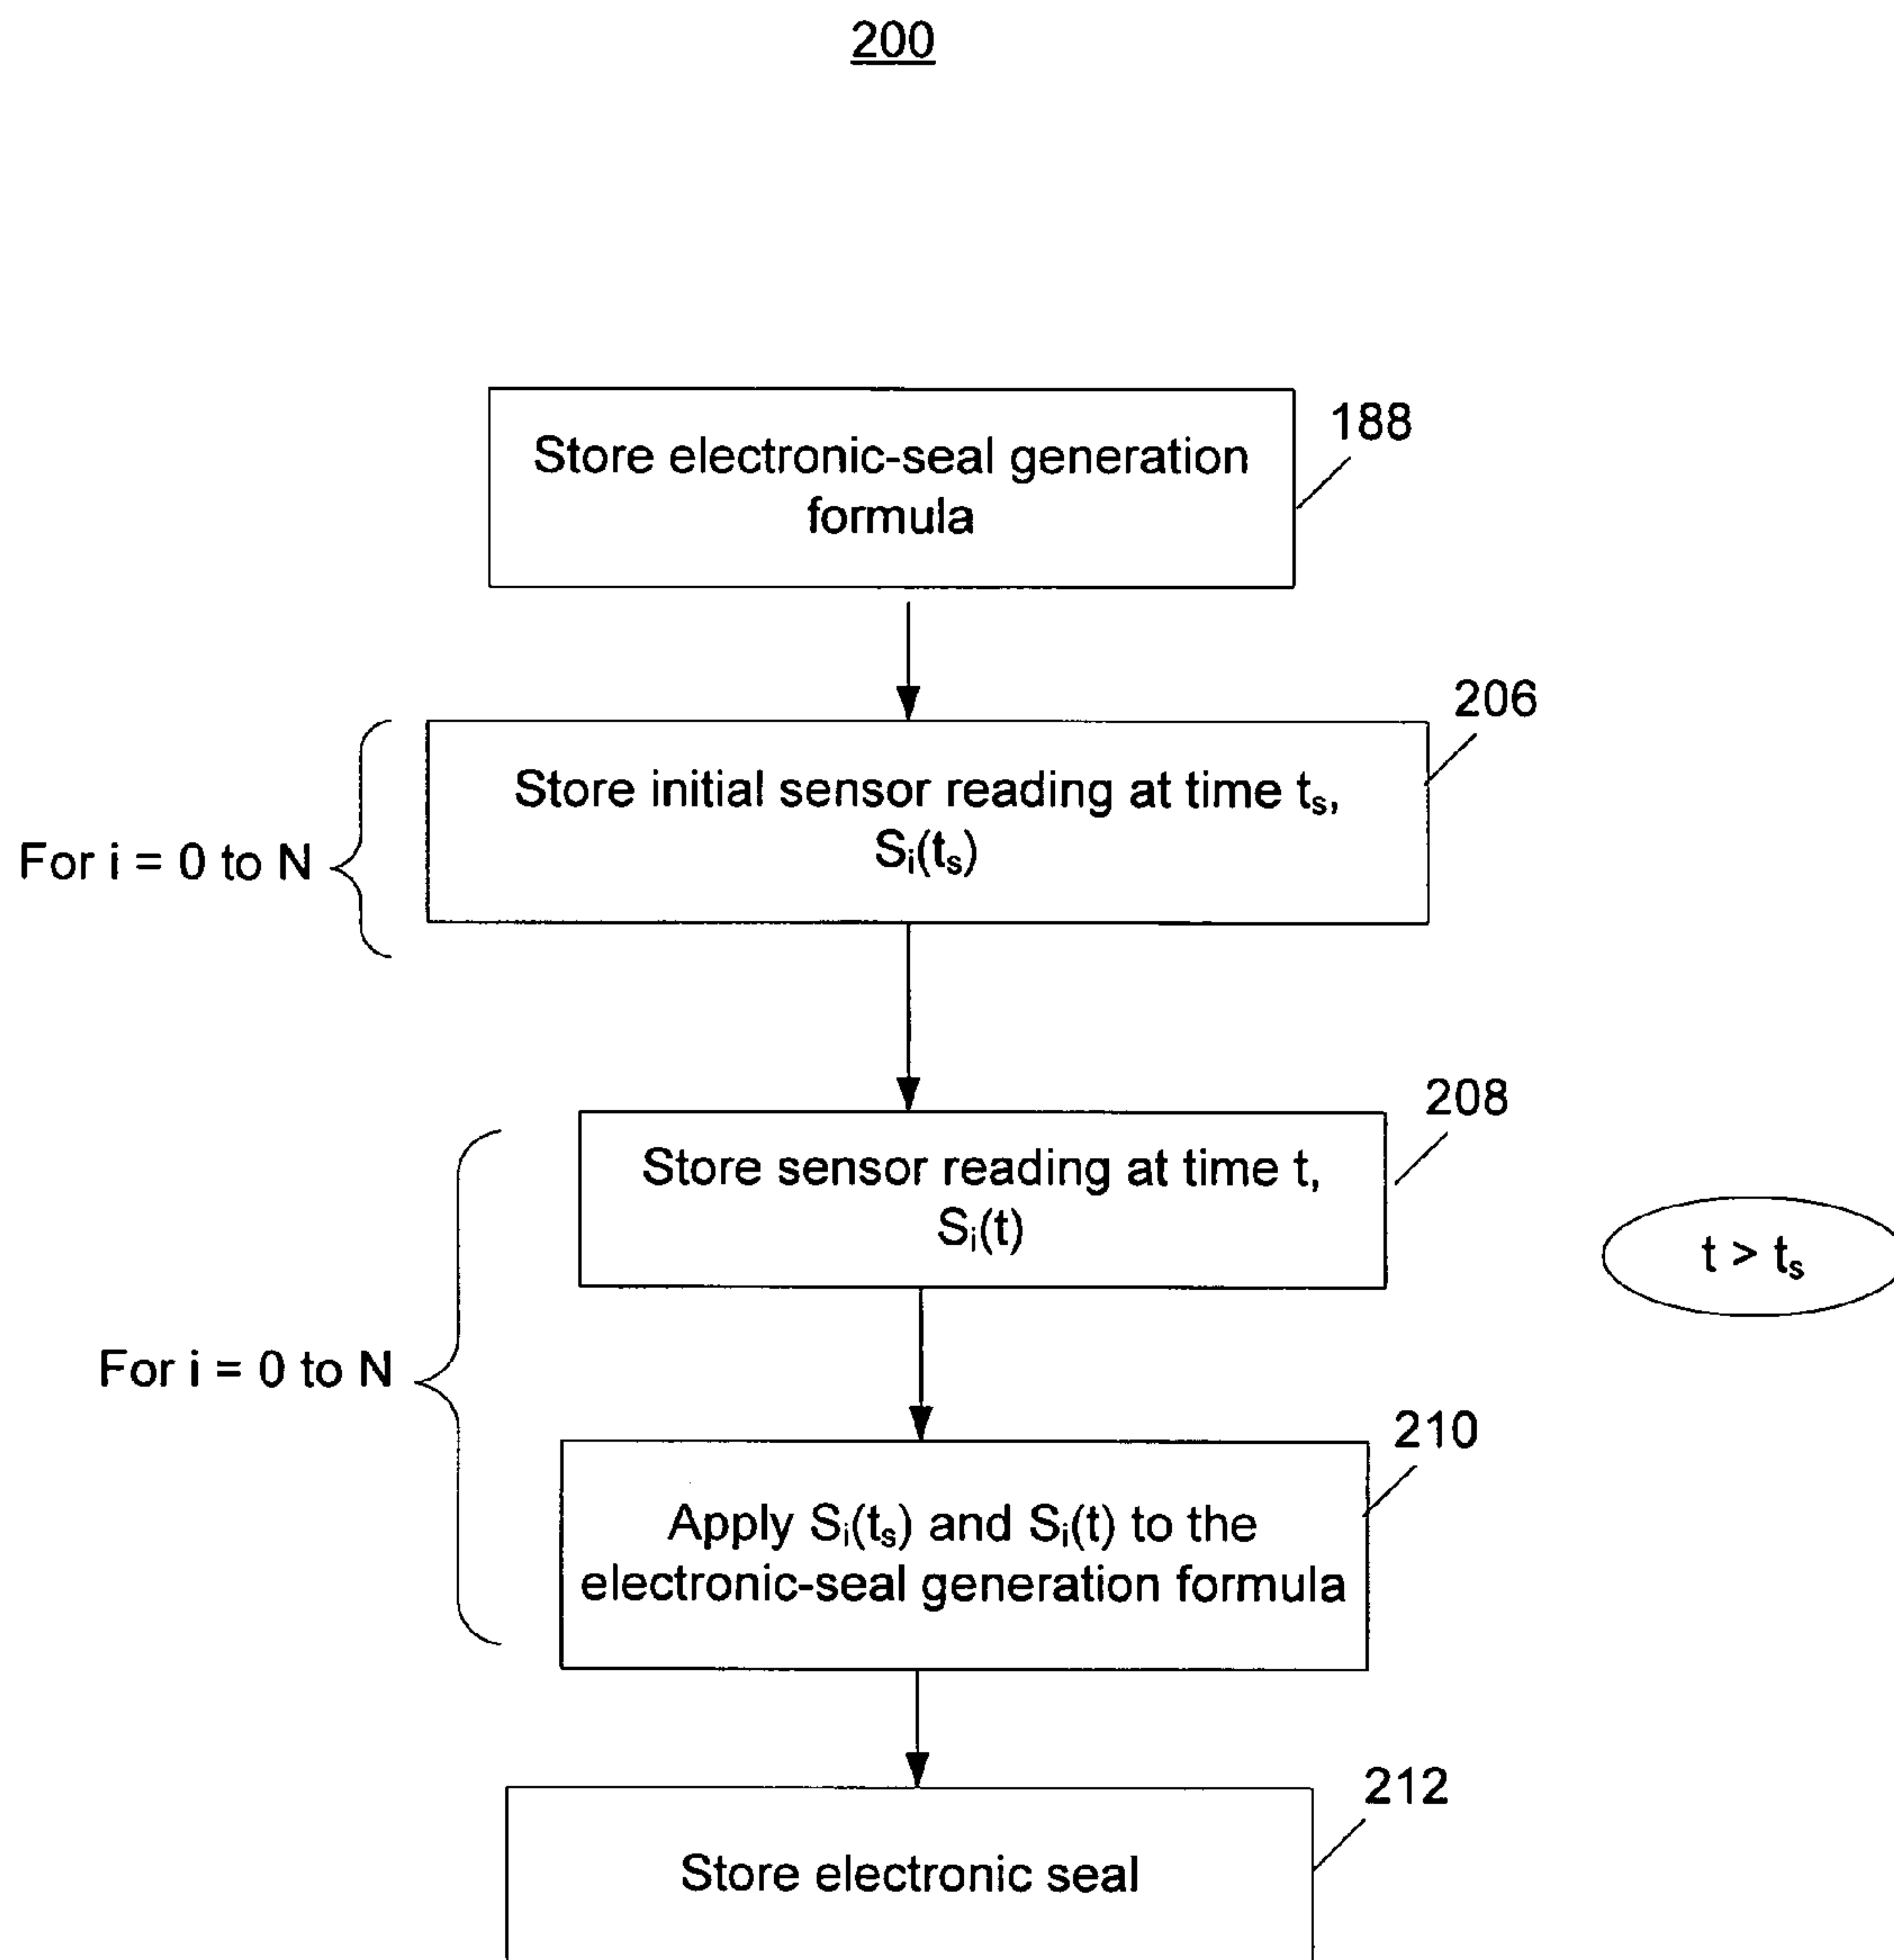 200
Store electronic-seal generation
formula
188
206
Store initial sensor reading at time tₛ,
Sᵢ(tₛ)
For i = 0 to N
208
Store sensor reading at time t,
Sᵢ(t)
t > tₛ
For i = 0 to N
210
Apply Sᵢ(tₛ) and Sᵢ(t) to the
electronic-seal generation formula
212
Store electronic seal